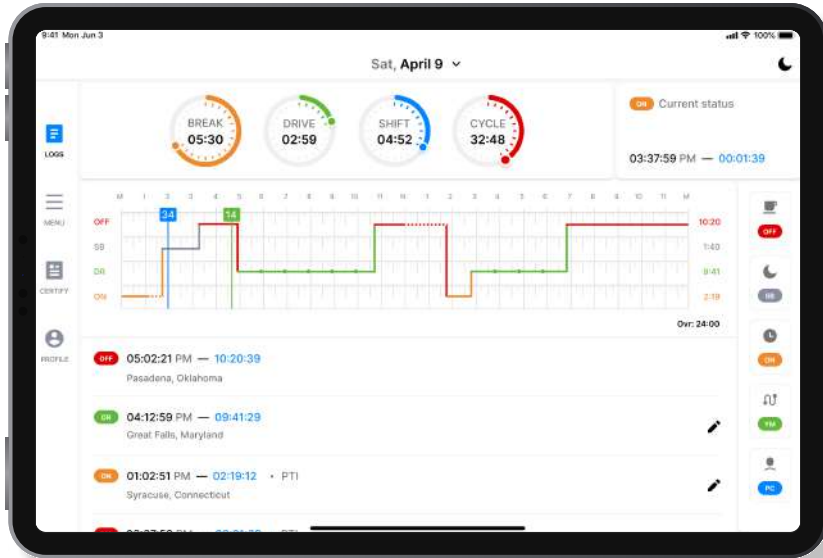 9:41 Mon Jun 3
100%
Sat, April 9
BREAK
05:30
DRIVE
02:59
SHIFT
04:52
CYCLE
32:48
ON Current status
03:37:59 PM — 00:01:39
LOGS
MENU
CERTIFY
PROFILE
M 1 2 3 4 5 6 7 8 9 10 11 N 1 2 3 4 5 6 7 8 9 10 11 M
34
14
OFF 10:20
SB 1:40
DR 9:41
ON 2:19
Ovr: 24:00
OFF 05:02:21 PM — 10:20:39
Pasadena, Oklahoma
DR 04:12:59 PM — 09:41:29
Great Falls, Maryland
ON 01:02:51 PM — 02:19:12 • PTI
Syracuse, Connecticut
OFF
SB
ON
YM
PC